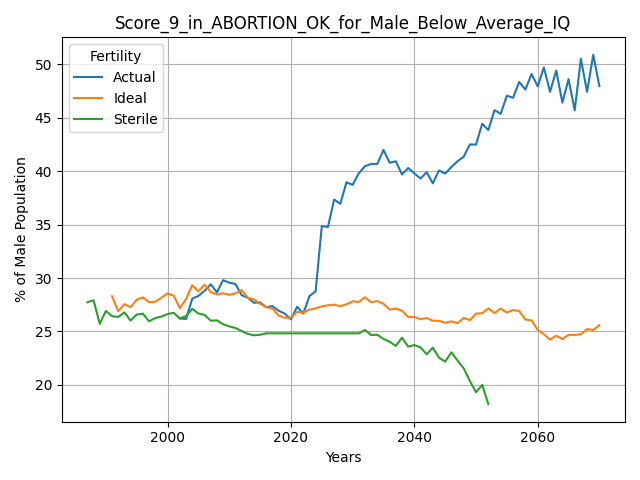 Score_9_in_ABORTION_OK_for_Male_Below_Average_IQ
Fertility
Actual
Ideal
Sterile
% of Male Population
50
45
40
35
30
25
20
2000
2020
2040
2060
Years